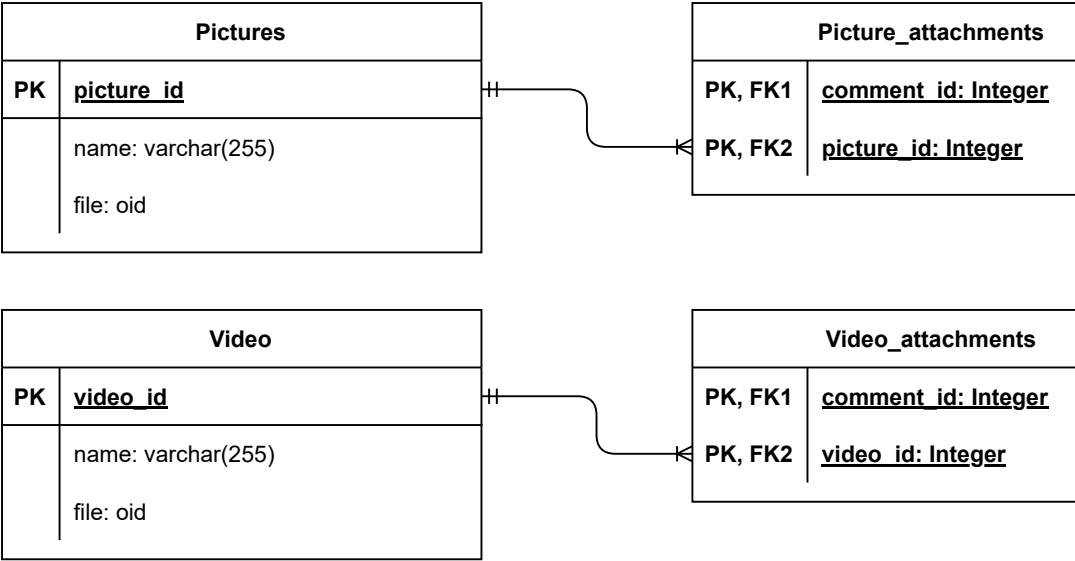 Pictures
PK picture_id
name: varchar(255)
file: oid
Picture_attachments
PK, FK1 comment_id: Integer
PK, FK2 picture_id: Integer
Video
PK video_id
name: varchar(255)
file: oid
Video_attachments
PK, FK1 comment_id: Integer
PK, FK2 video_id: Integer